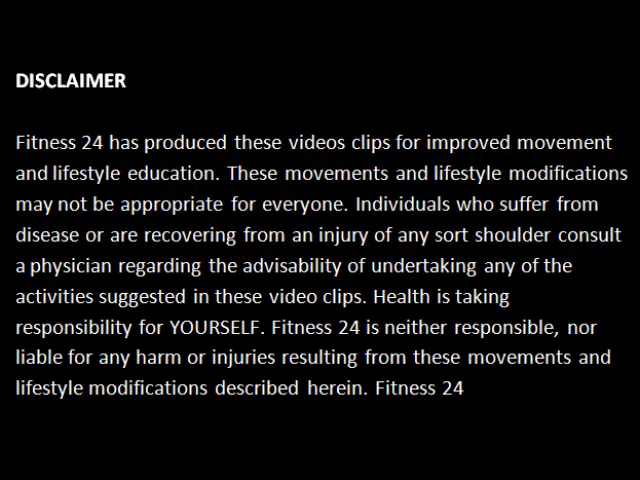 DISCLAIMER
Fitness 24 has produced these videos clips for improved movement
and lifestyle education. These movements and lifestyle modifications
may not be appropriate for everyone. Individuals who suffer from
disease or are recovering from an injury of any sort shoulder consult
a physician regarding the advisability of undertaking any of the
activities suggested in these video clips. Health is taking
responsibility for YOURSELF. Fitness 24 is neither responsible, nor
liable for any harm or injuries resulting from these movements and
lifestyle modifications described herein. Fitness 24